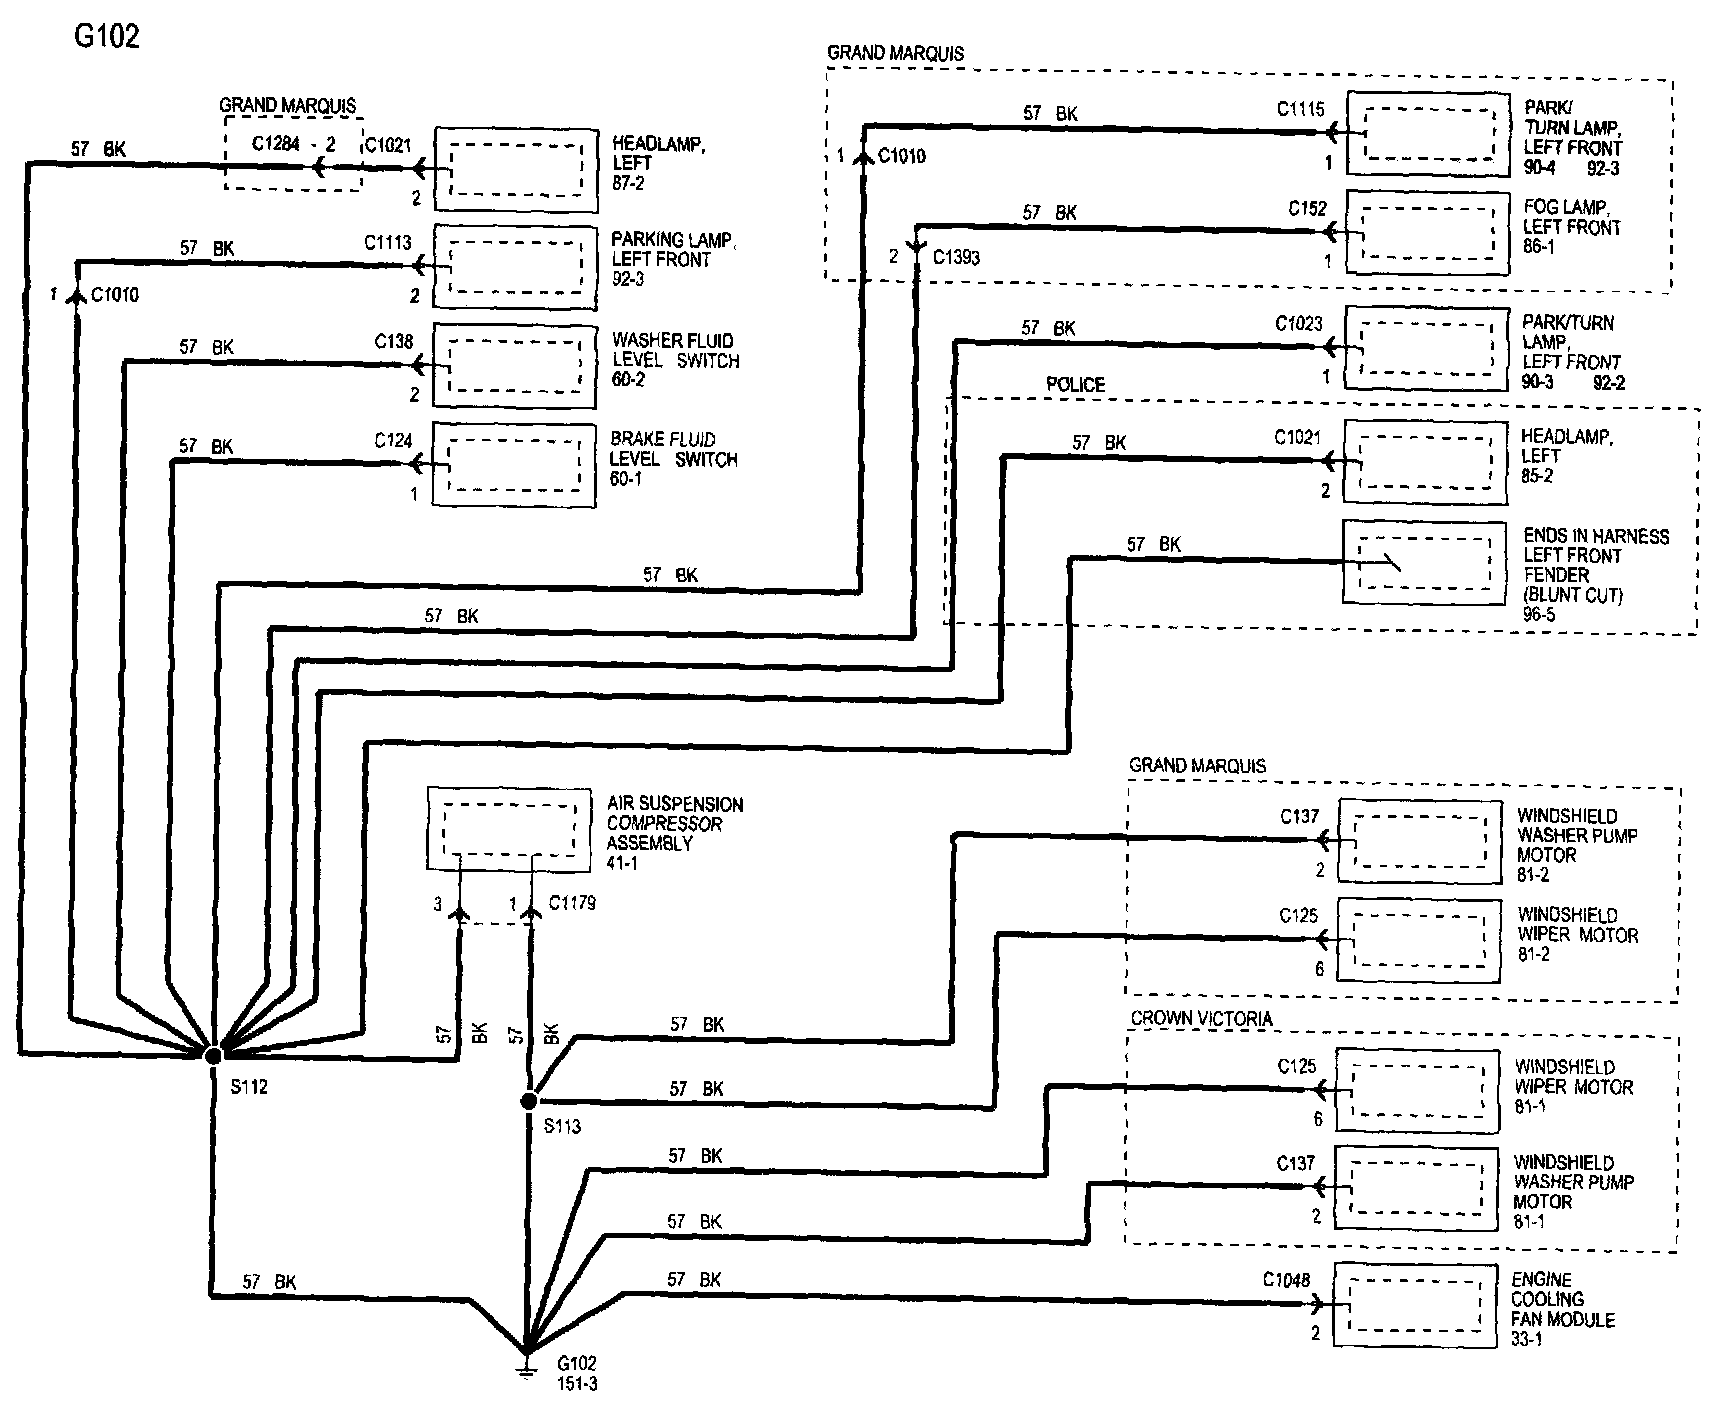 G102
GRAND MARQUIS
57 BK
C1284 - 2
C1021
2
HEADLAMP,
LEFT
87-2
57 BK
C1113
2
PARKING LAMP,
LEFT FRONT
92-3
1
C1010
57 BK
C138
2
WASHER FLUID
LEVEL SWITCH
60-2
57 BK
C124
1
BRAKE FLUID
LEVEL SWITCH
60-1
GRAND MARQUIS
57 BK
C1115
1
PARK/
TURN LAMP,
LEFT FRONT
90-4 92-3
1
C1010
57 BK
C152
1
FOG LAMP,
LEFT FRONT
86-1
2
C1393
57 BK
C1023
1
PARK/TURN
LAMP,
LEFT FRONT
90-3 92-2
POLICE
57 BK
C1021
2
HEADLAMP,
LEFT
85-2
57 BK
ENDS IN HARNESS
LEFT FRONT
FENDER
(BLUNT CUT)
96-5
57 BK
57 BK
AIR SUSPENSION
COMPRESSOR
ASSEMBLY
41-1
3
1
C1179
57 BK
57 BK
GRAND MARQUIS
C137
2
WINDSHIELD
WASHER PUMP
MOTOR
81-2
C125
6
WINDSHIELD
WIPER MOTOR
81-2
57 BK
57 BK
S112
S113
CROWN VICTORIA
C125
6
WINDSHIELD
WIPER MOTOR
81-1
57 BK
C137
2
WINDSHIELD
WASHER PUMP
MOTOR
81-1
57 BK
57 BK
57 BK
C1048
2
ENGINE
COOLING
FAN MODULE
33-1
G102
151-3